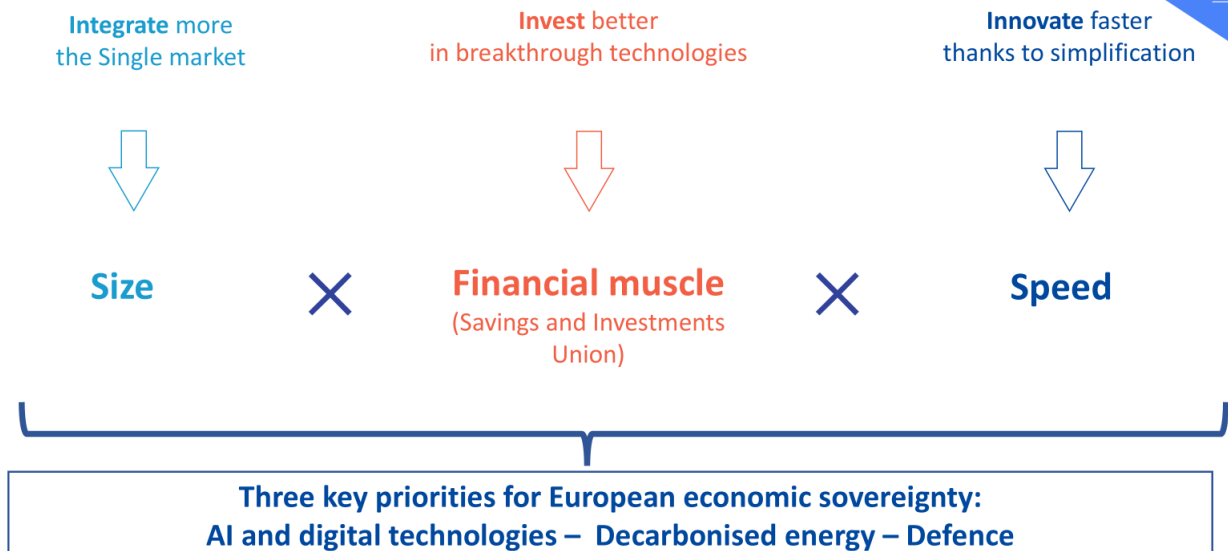 Integrate more
the Single market
Invest better
in breakthrough technologies
Innovate faster
thanks to simplification
Size
×
Financial muscle
(Savings and Investments
Union)
×
Speed
Three key priorities for European economic sovereignty:
AI and digital technologies – Decarbonised energy – Defence